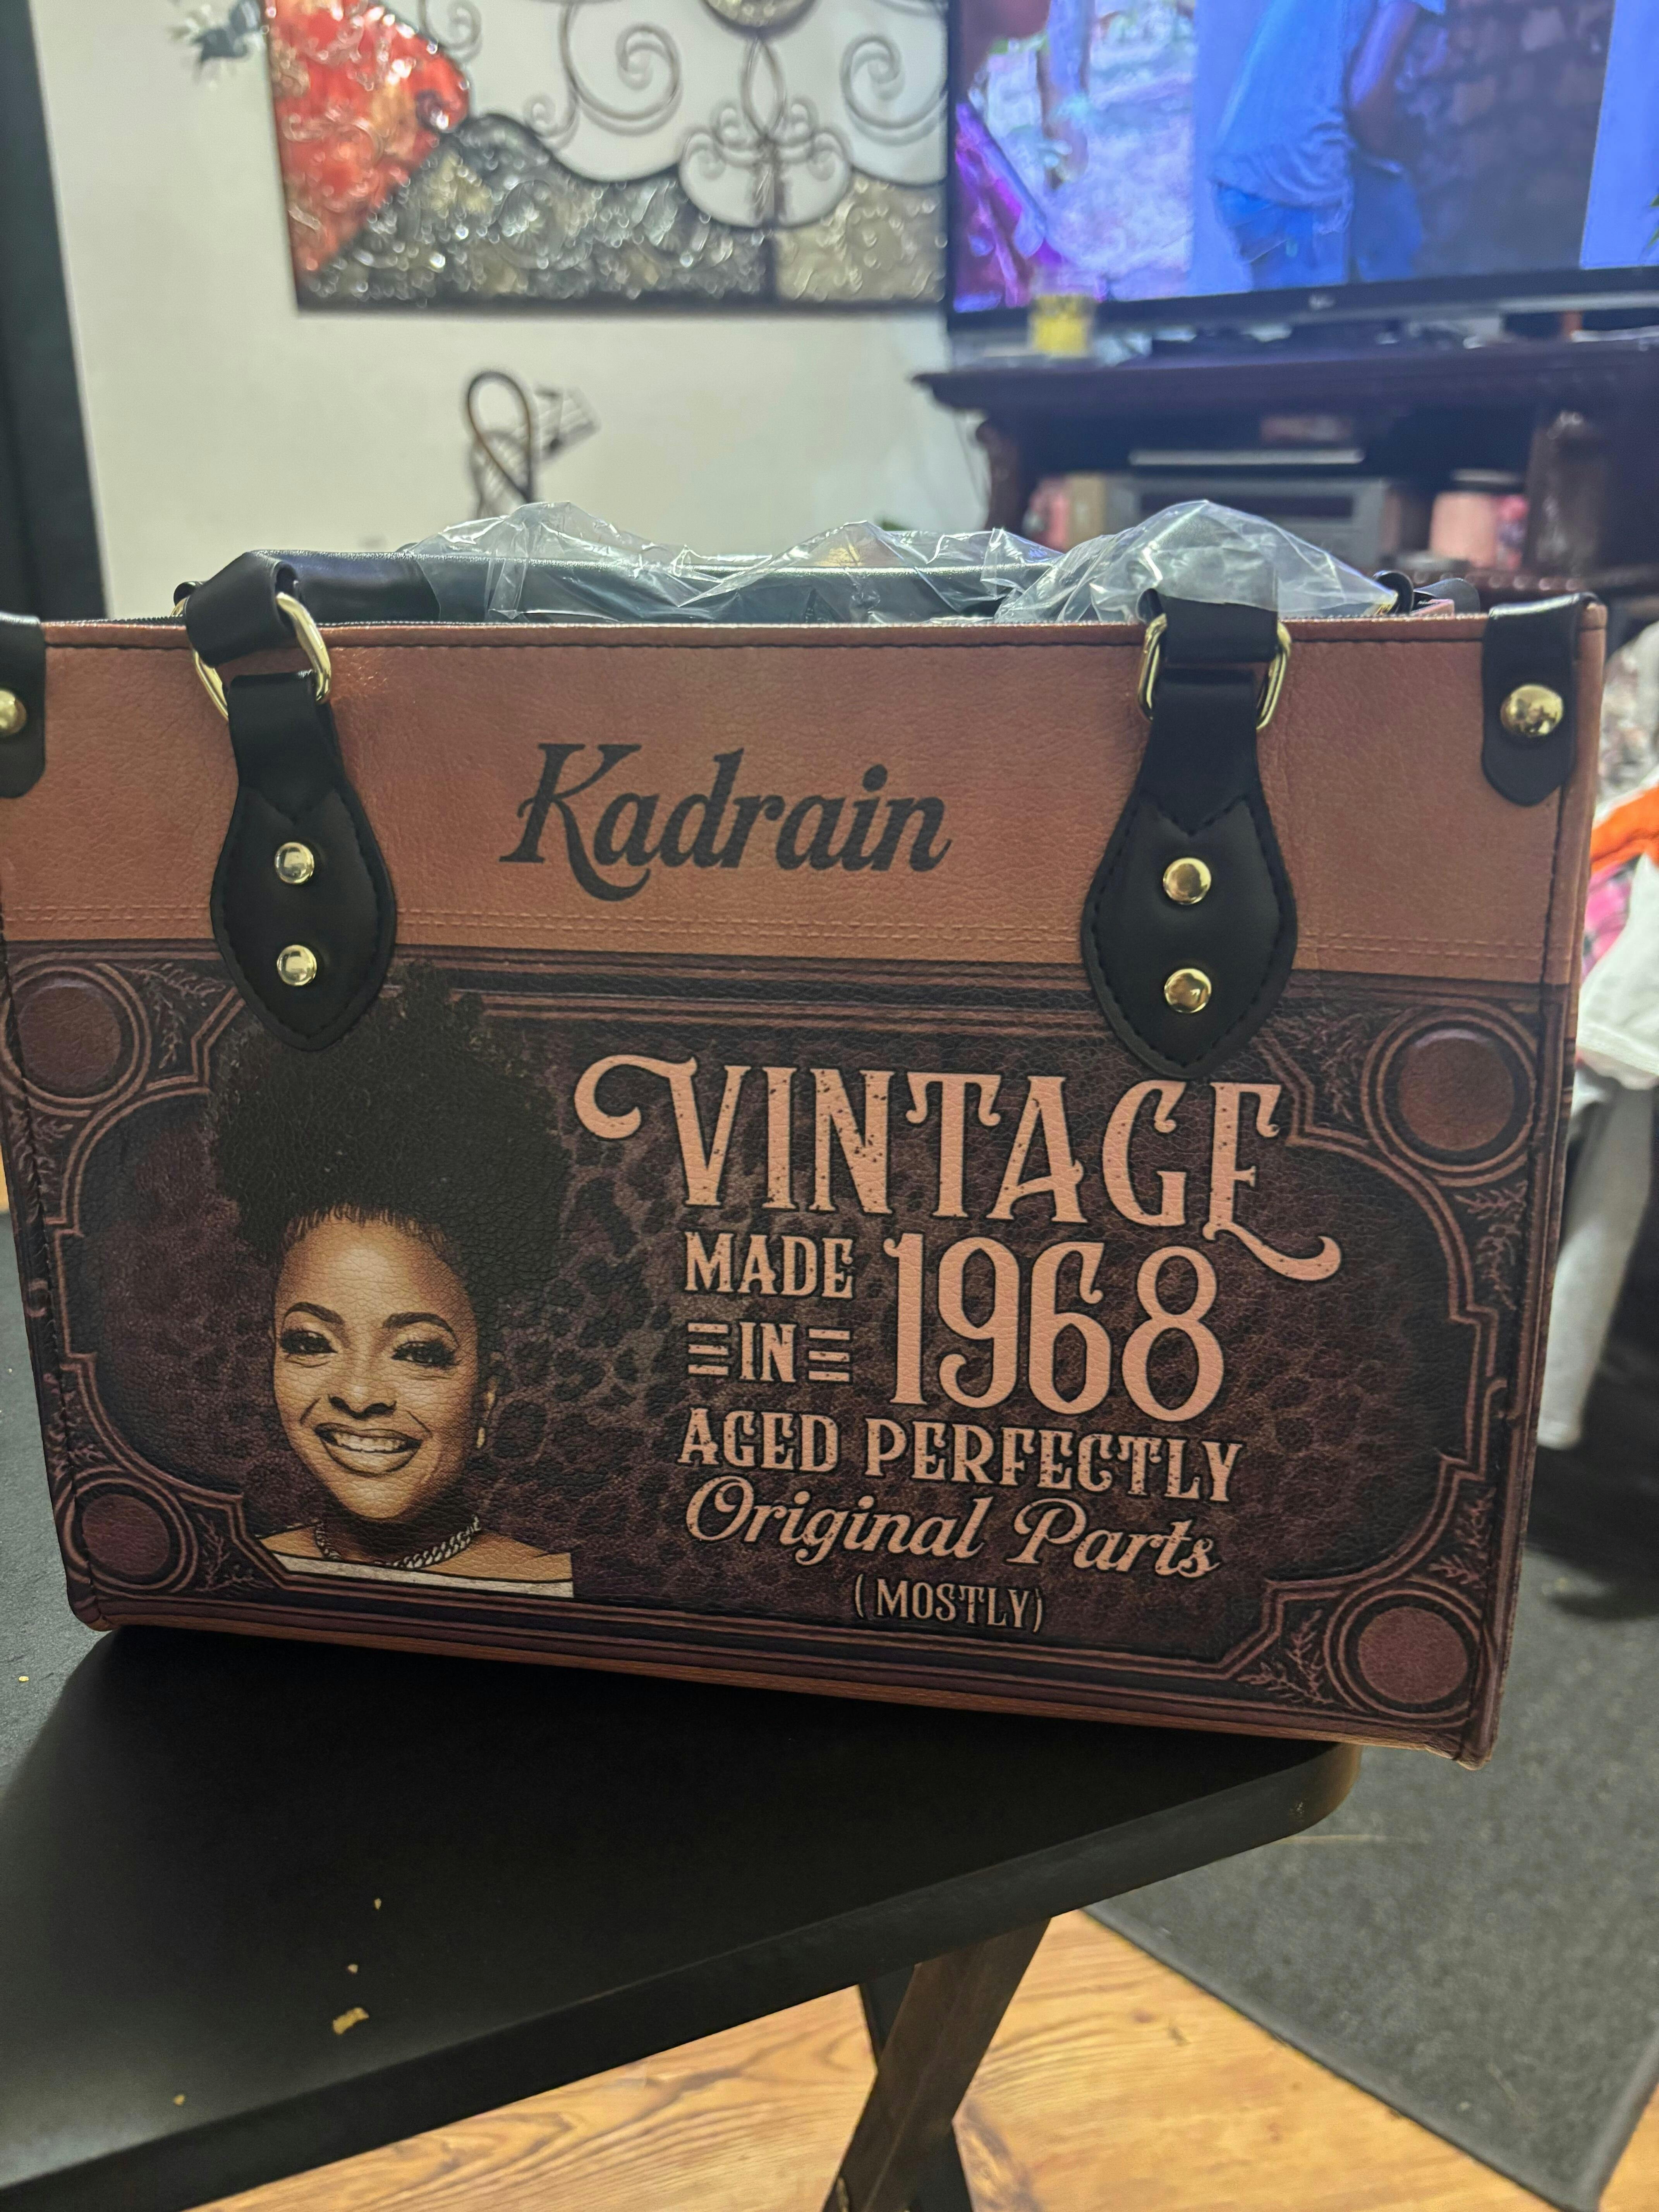 Kadrain
VINTAGE
MADE
IN
1968
AGED PERFECTLY
Original Parts
(MOSTLY)